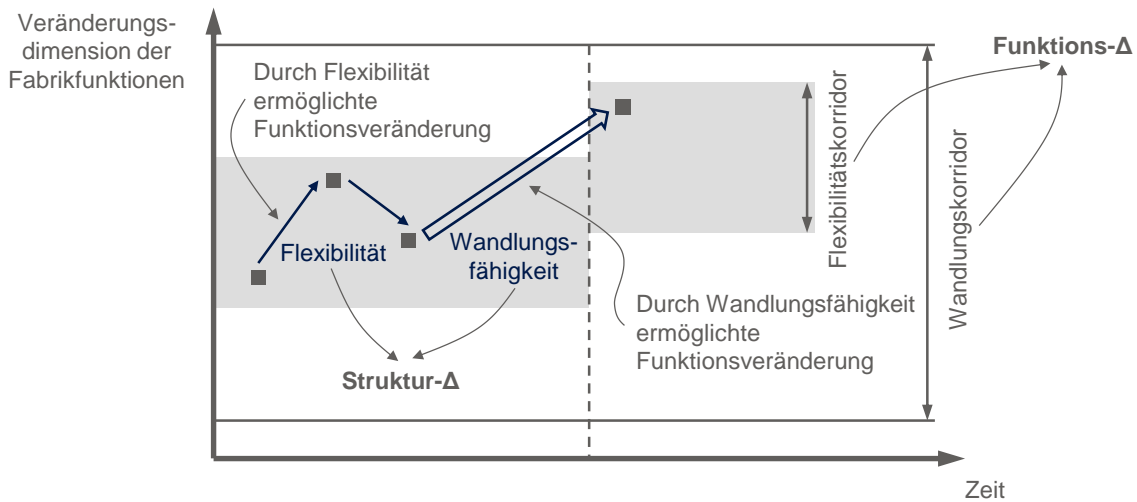 Veränderungs-
dimension der
Fabrikfunktionen
Funktions-Δ
Durch Flexibilität
ermöglichte
Funktionsveränderung
Flexibilitätskorridor
Wandlungskorridor
Flexibilität
Wandlungs-
fähigkeit
Durch Wandlungsfähigkeit
ermöglichte
Funktionsveränderung
Struktur-Δ
Zeit